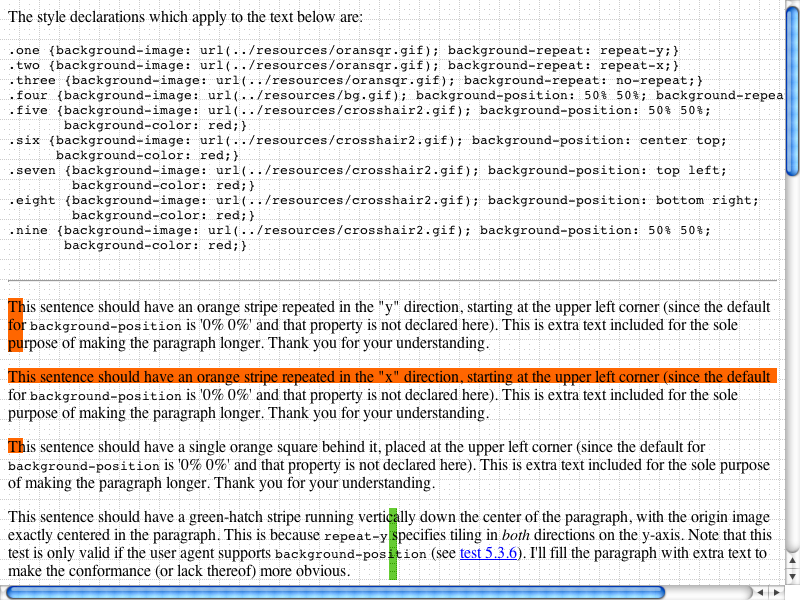 The style declarations which apply to the text below are:
.one {background-image: url(../resources/oransqr.gif); background-repeat: repeat-y;}
.two {background-image: url(../resources/oransqr.gif); background-repeat: repeat-x;}
.three {background-image: url(../resources/oransqr.gif); background-repeat: no-repeat;}
.four {background-image: url(../resources/bg.gif); background-position: 50% 50%; background-repea
.five {background-image: url(../resources/crosshair2.gif); background-position: 50% 50%;
background-color: red;}
.six {background-image: url(../resources/crosshair2.gif); background-position: center top;
background-color: red;}
.seven {background-image: url(../resources/crosshair2.gif); background-position: top left;
background-color: red;}
.eight {background-image: url(../resources/crosshair2.gif); background-position: bottom right;
background-color: red;}
.nine {background-image: url(../resources/crosshair2.gif); background-position: 50% 50%;
background-color: red;}
This sentence should have an orange stripe repeated in the "y" direction, starting at the upper left corner (since the default
for background-position is '0% 0%' and that property is not declared here). This is extra text included for the sole
purpose of making the paragraph longer. Thank you for your understanding.
This sentence should have an orange stripe repeated in the "x" direction, starting at the upper left corner (since the default
for background-position is '0% 0%' and that property is not declared here). This is extra text included for the sole
purpose of making the paragraph longer. Thank you for your understanding.
This sentence should have a single orange square behind it, placed at the upper left corner (since the default for
background-position is '0% 0%' and that property is not declared here). This is extra text included for the sole purpose
of making the paragraph longer. Thank you for your understanding.
This sentence should have a green-hatch stripe running vertically down the center of the paragraph, with the origin image
exactly centered in the paragraph. This is because repeat-y specifies tiling in both directions on the y-axis. Note that this
test is only valid if the user agent supports background-position (see test 5.3.6). I'll fill the paragraph with extra text to
make the conformance (or lack thereof) more obvious.